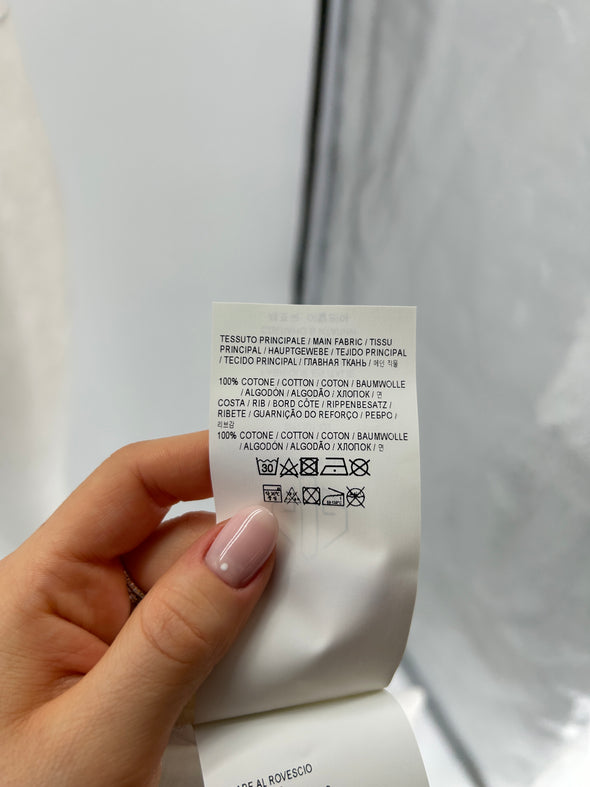 TESSUTO PRINCIPALE / MAIN FABRIC / TISSU
PRINCIPAL / HAUPTGEWEBE / TEJIDO PRINCIPAL
/ TECIDO PRINCIPAL / ГЛАВНАЯ ТКАНЬ / 메인 직물
100% COTONE / COTTON / COTON / BAUMWOLLE
/ ALGODÓN / ALGODÃO / ХЛОПОК / 면
COSTA / RIB / BORD CÔTE / RIPPENBESATZ /
RIBETE / GUARNIÇÃO DO REFORÇO / РЕБРО /
리브감
100% COTONE / COTTON / COTON / BAUMWOLLE
/ ALGODÓN / ALGODÃO / ХЛОПОК / 면
30
AL ROVESCIO